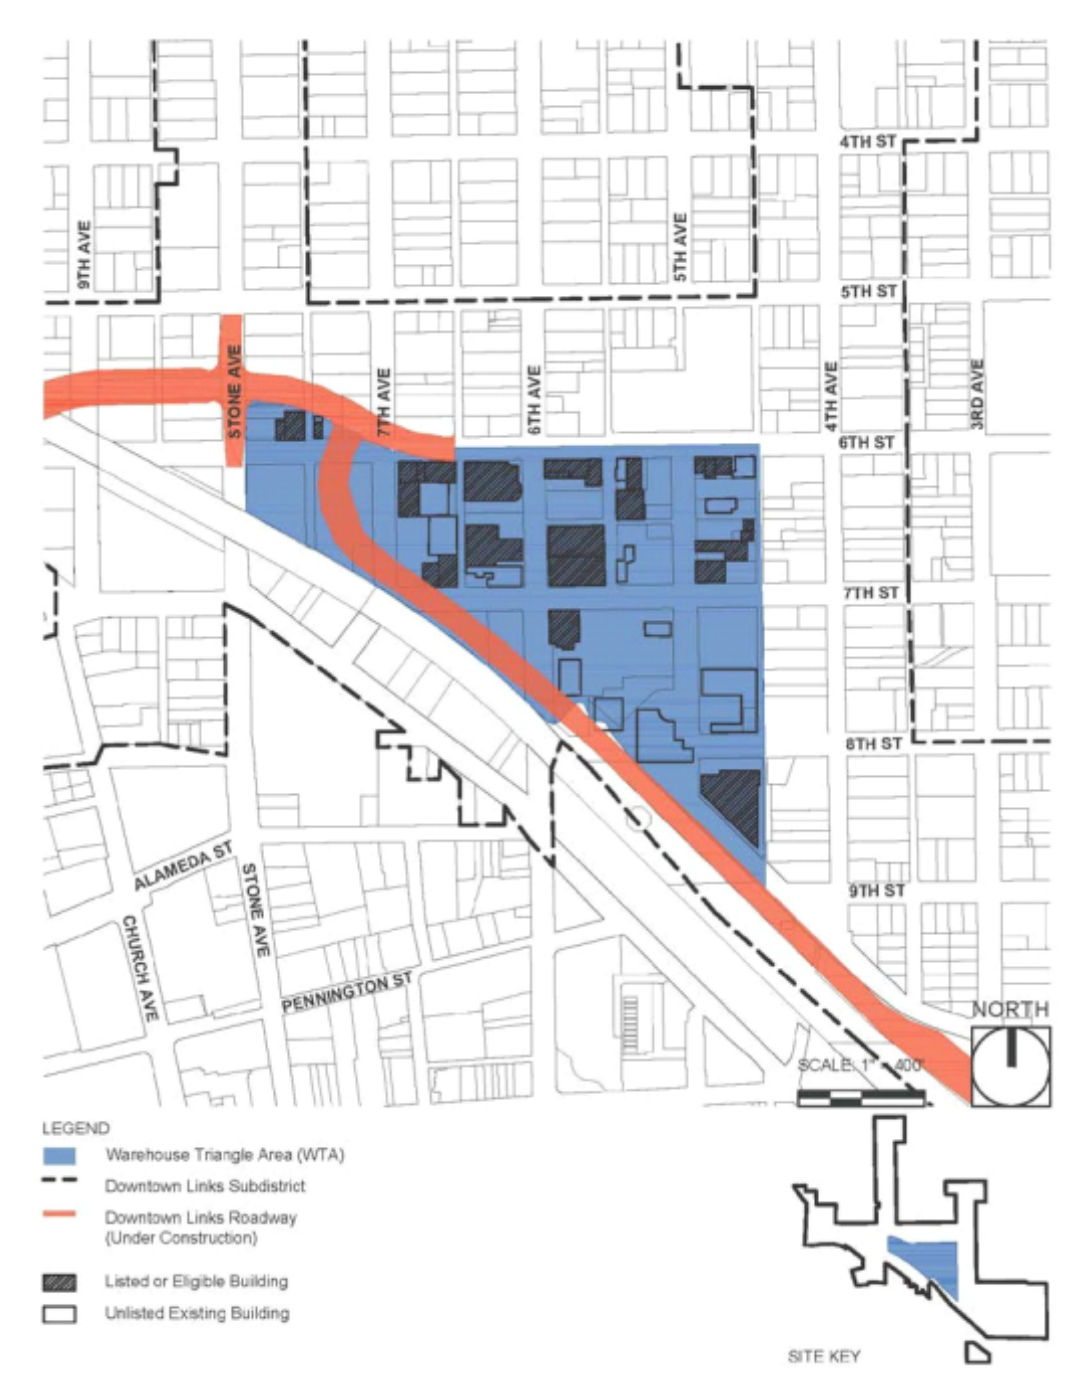 4TH ST
9TH AVE
5TH AVE
5TH ST
STONE AVE
7TH AVE
6TH AVE
4TH AVE
3RD AVE
6TH ST
7TH ST
8TH ST
ALAMEDA ST
STONE AVE
9TH ST
CHURCH AVE
PENNINGTON ST
NORTH
SCALE: 1" = 400'
LEGEND
Warehouse Triangle Area (WTA)
Downtown Links Subdistrict
Downtown Links Roadway
(Under Construction)
Listed or Eligible Building
Unlisted Existing Building
SITE KEY